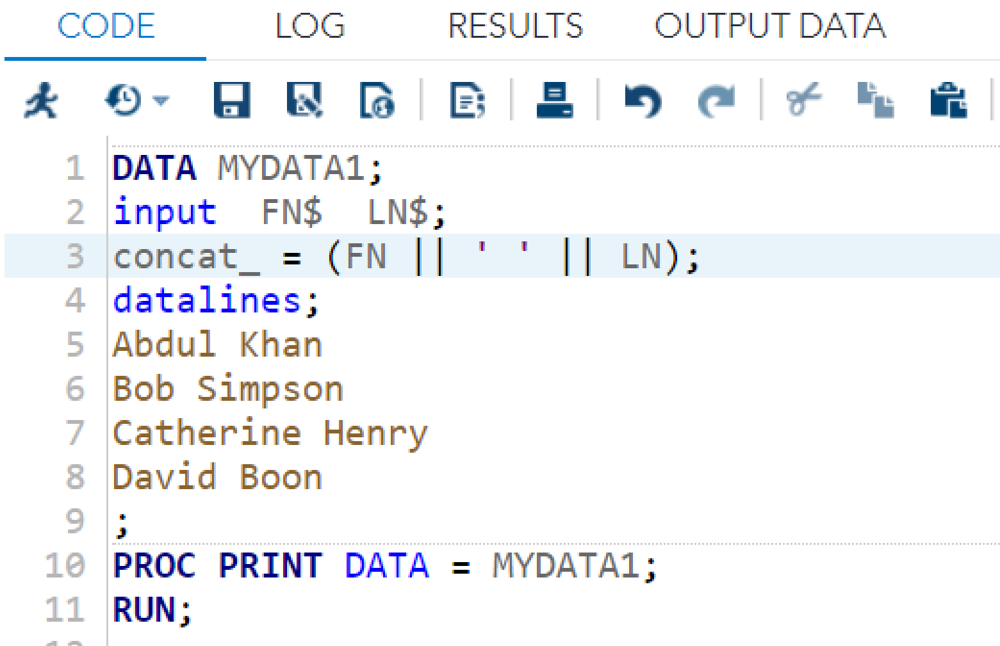 CODE LOG RESULTS OUTPUT DATA
1 DATA MYDATA1;
2 input  FN$  LN$;
3 concat_ = (FN || ' ' || LN);
4 datalines;
5 Abdul Khan
6 Bob Simpson
7 Catherine Henry
8 David Boon
9 ;
10 PROC PRINT DATA = MYDATA1;
11 RUN;